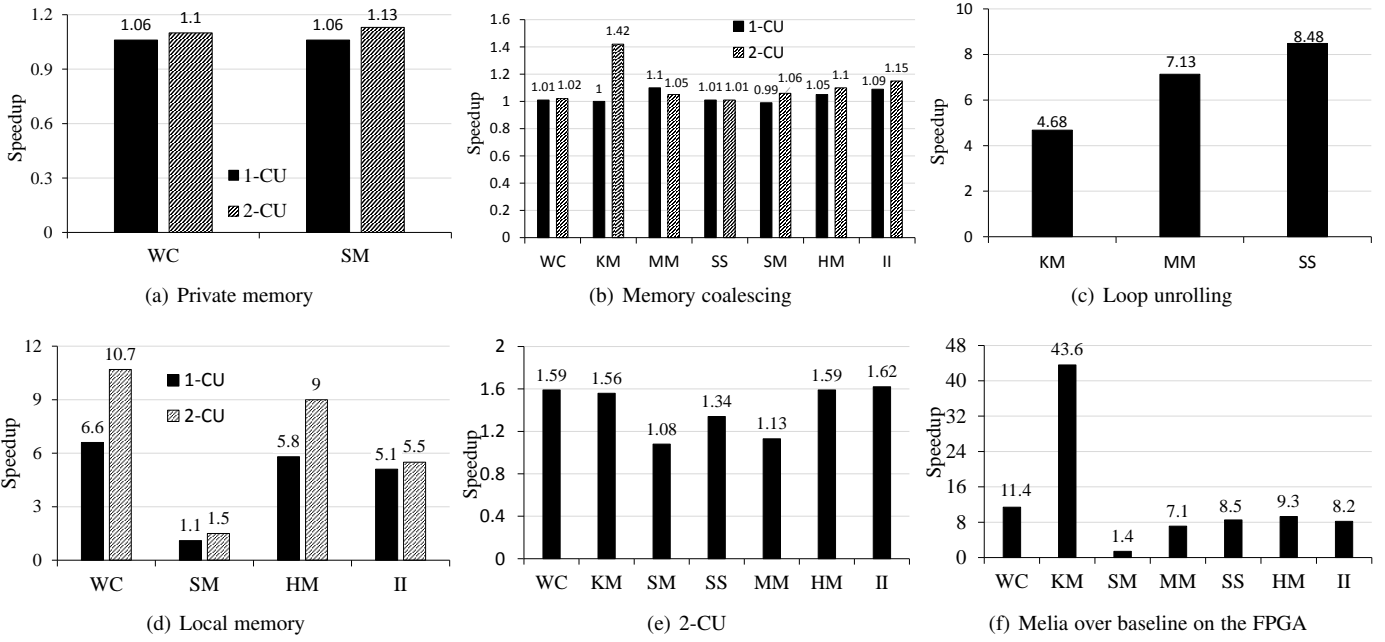 1.2
0.9
0.6
0.3
0
Speedup
1.06
1.1
1.06
1.13
1-CU
2-CU
WC
SM
(a) Private memory
1.6
1.4
1.2
1
0.8
0.6
0.4
0.2
0
Speedup
1-CU
2-CU
1.01
1.02
1
1.42
1.1
1.05
1.01
1.01
0.99
1.06
1.05
1.1
1.09
1.15
WC
KM
MM
SS
SM
HM
II
(b) Memory coalescing
10
8
6
4
2
0
Speedup
4.68
7.13
8.48
KM
MM
SS
(c) Loop unrolling
12
9
6
3
0
Speedup
1-CU
2-CU
6.6
10.7
1.1
1.5
5.8
9
5.1
5.5
WC
SM
HM
II
(d) Local memory
2
1.6
1.2
0.8
0.4
0
Speedup
1.59
1.56
1.08
1.34
1.13
1.59
1.62
WC
KM
SM
SS
MM
HM
II
(e) 2-CU
48
40
32
24
16
8
0
Speedup
11.4
43.6
1.4
7.1
8.5
9.3
8.2
WC
KM
SM
MM
SS
HM
II
(f) Melia over baseline on the FPGA